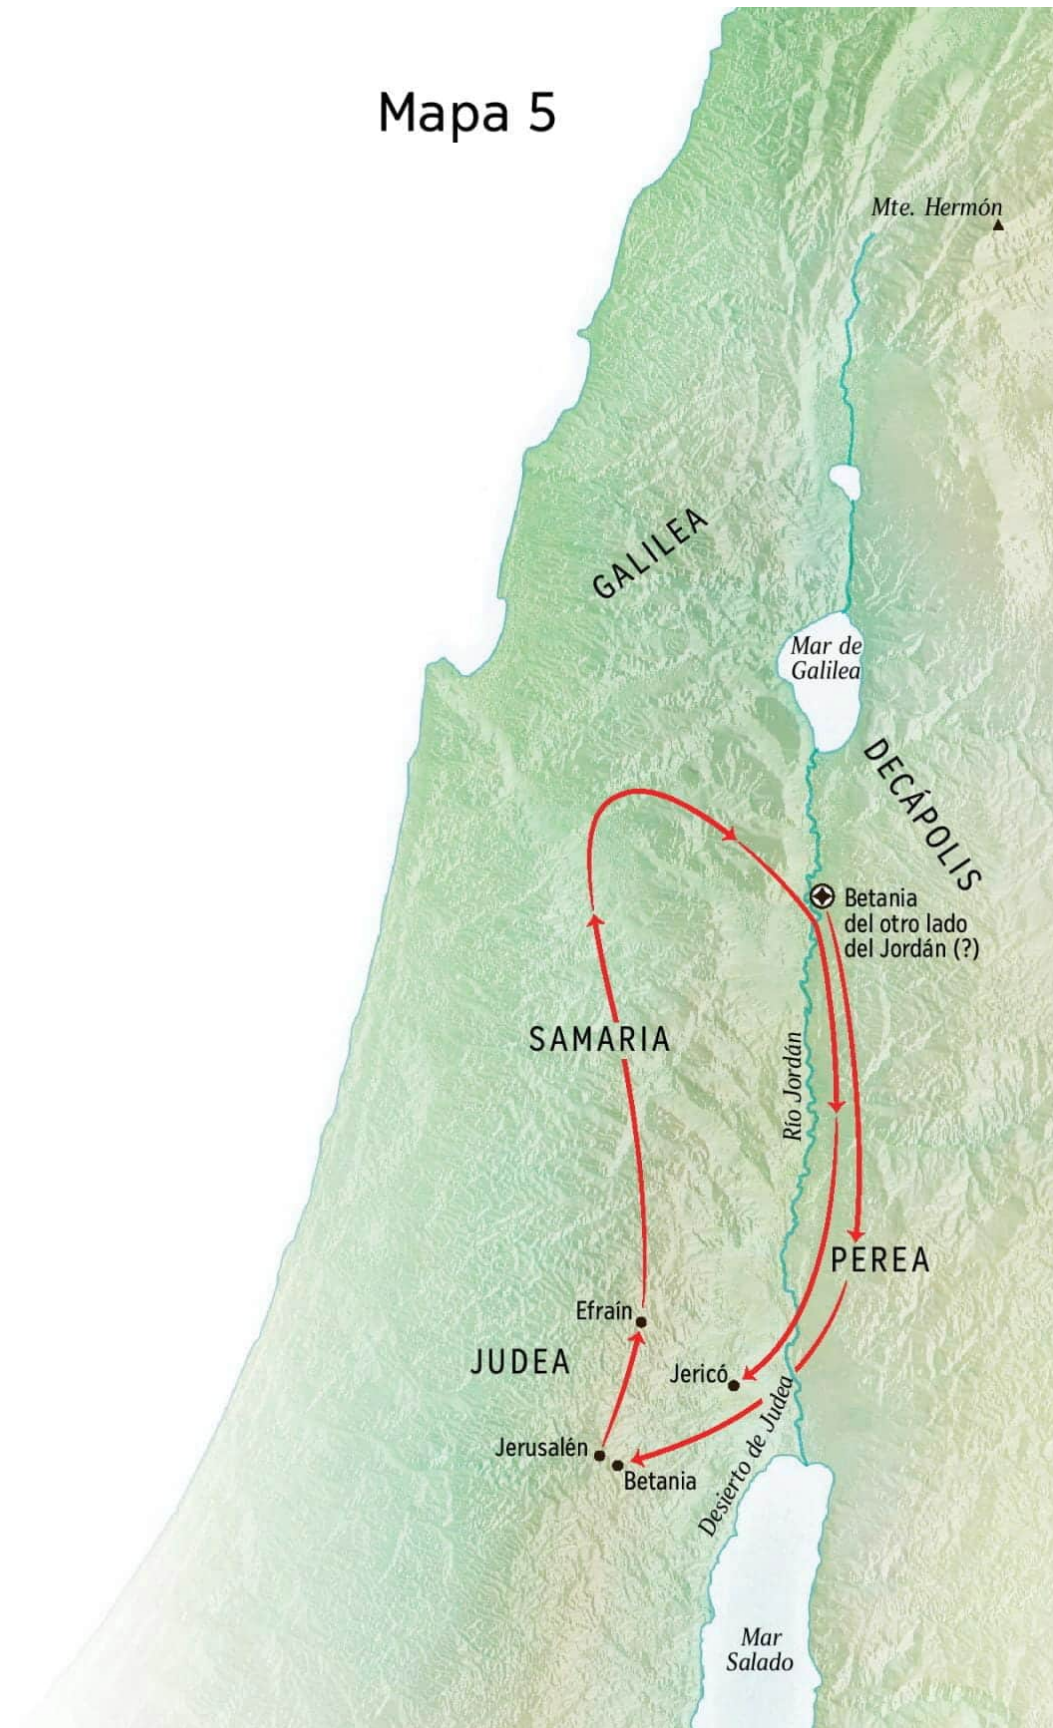 Mapa 5
Mte. Hermón
GALILEA
Mar de
Galilea
DECÁPOLIS
Betania
del otro lado
del Jordán (?)
SAMARIA
Río Jordán
PEREA
Efraín
JUDEA
Jericó
Jerusalén
Betania
Desierto de Judea
Mar
Salado